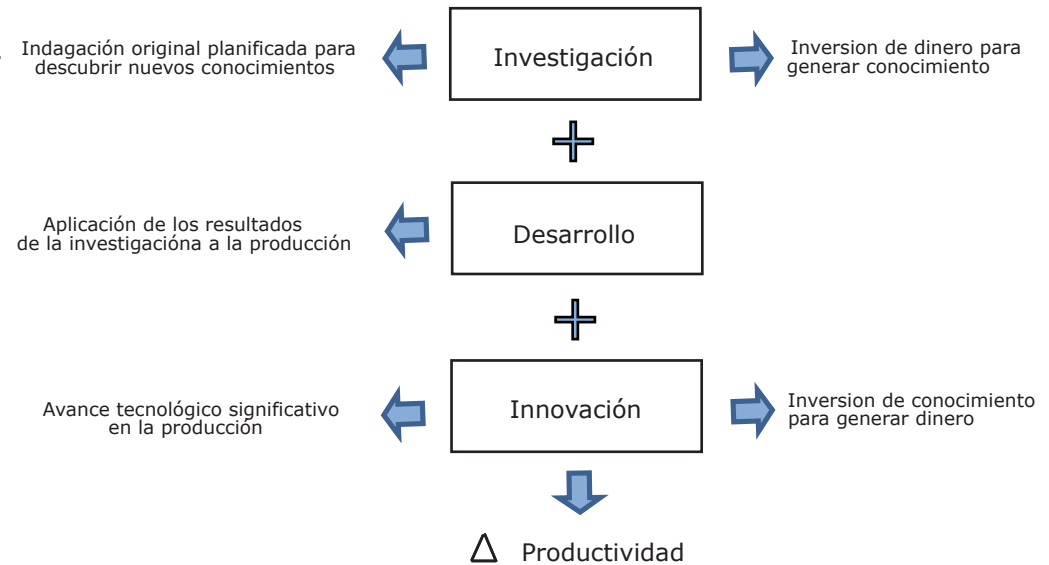 Indagación original planificada para
descubrir nuevos conocimientos
Investigación
Inversion de dinero para
generar conocimiento
+
Aplicación de los resultados
de la investigacióna a la producción
Desarrollo
+
Avance tecnológico significativo
en la producción
Innovación
Inversion de conocimiento
para generar dinero
Δ Productividad